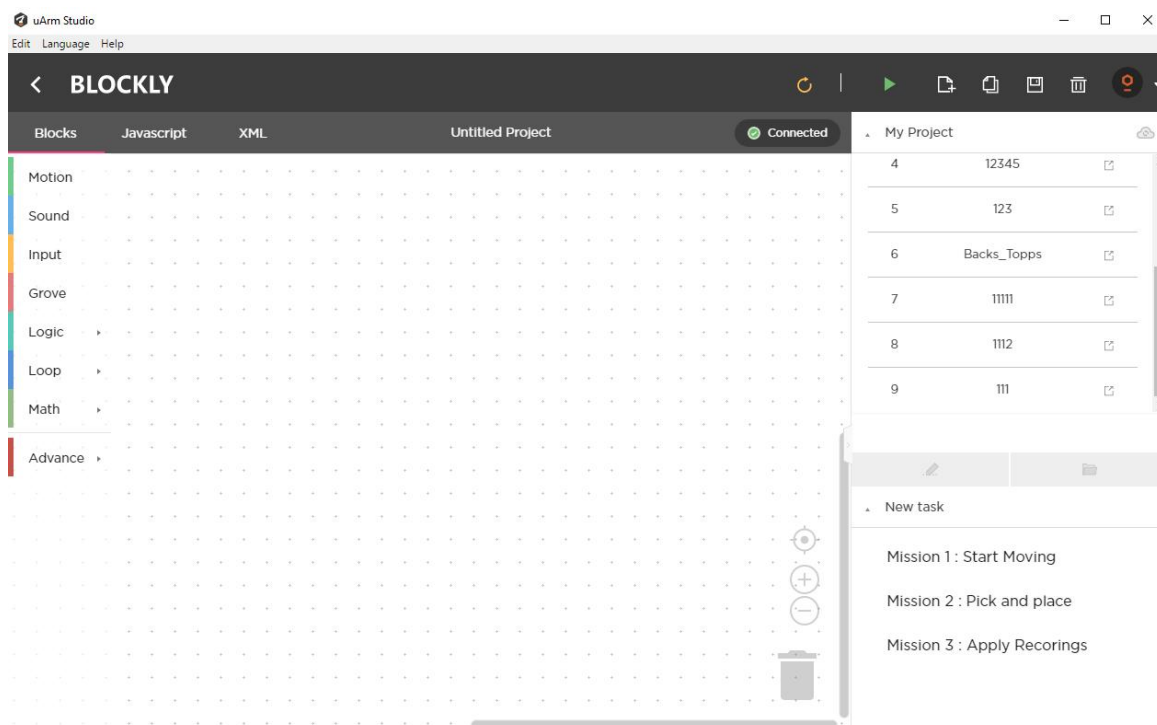 uArm Studio
Edit Language Help
BLOCKLY
Blocks Javascript XML Untitled Project Connected
My Project
4 12345
5 123
6 Backs_Topps
7 11111
8 1112
9 111
Motion
Sound
Input
Grove
Logic
Loop
Math
Advance
New task
Mission 1 : Start Moving
Mission 2 : Pick and place
Mission 3 : Apply Recorings